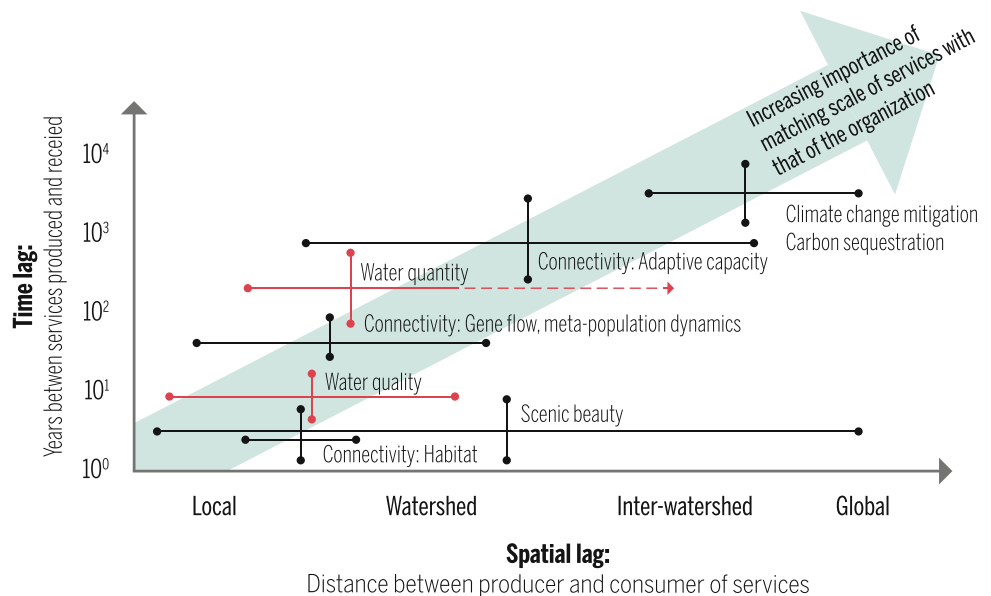 Increasing importance of
matching scale of services with
that of the organization
Time lag:
Years betwen services produced and receied
10⁴
10³
10²
10¹
10⁰
Climate change mitigation
Carbon sequestration
Connectivity: Adaptive capacity
Water quantity
Connectivity: Gene flow, meta-population dynamics
Water quality
Scenic beauty
Connectivity: Habitat
Local
Watershed
Inter-watershed
Global
Spatial lag:
Distance between producer and consumer of services